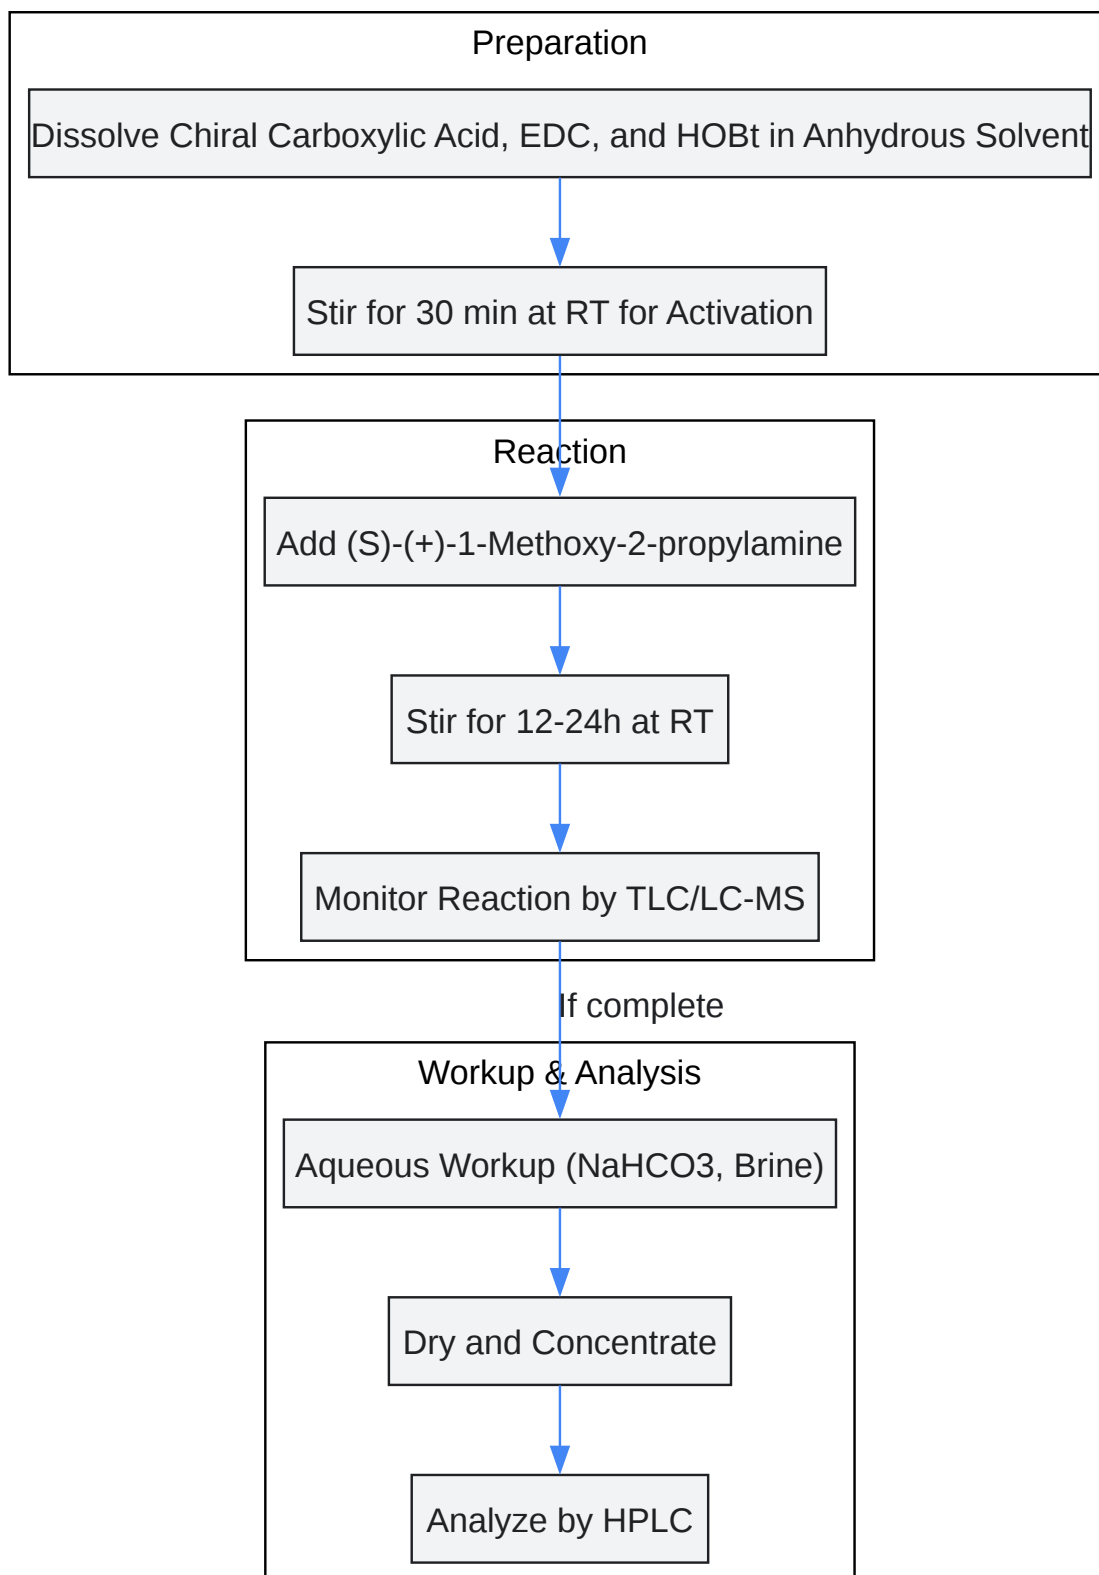 Preparation
Dissolve Chiral Carboxylic Acid, EDC, and HOBt in Anhydrous Solvent
Stir for 30 min at RT for Activation
Reaction
Add (S)-(+)-1-Methoxy-2-propylamine
Stir for 12-24h at RT
Monitor Reaction by TLC/LC-MS
If complete
Workup & Analysis
Aqueous Workup (NaHCO3, Brine)
Dry and Concentrate
Analyze by HPLC